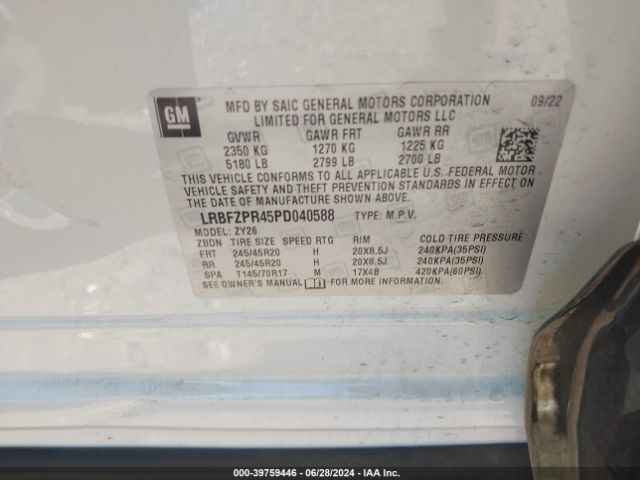 GM
MFD BY SAIC GENERAL MOTORS CORPORATION 09/22
LIMITED FOR GENERAL MOTORS LLC
GVWR GAWR FRT GAWR RR
2350 KG 1270 KG 1225 KG
5180 LB 2799 LB 2700 LB
THIS VEHICLE CONFORMS TO ALL APPLICABLE U.S. FEDERAL MOTOR
VEHICLE SAFETY AND THEFT PREVENTION STANDARDS IN EFFECT ON
THE DATE OF MANUFACTURE SHOWN ABOVE.
LRBFZPR45PD040588 TYPE: M.P.V.
MODEL: ZY26
ZBDN TIRE SIZE SPEED RTG RIM COLD TIRE PRESSURE
FRT 245/45R20 H 20X8.5J 240KPA(35PSI)
RR 245/45R20 H 20X8.5J 240KPA(35PSI)
SPA T145/70R17 M 17X4B 420KPA(60PSI)
SEE OWNER'S MANUAL FOR MORE INFORMATION.
000-39759446 | 06/28/2024 - IAAI.com